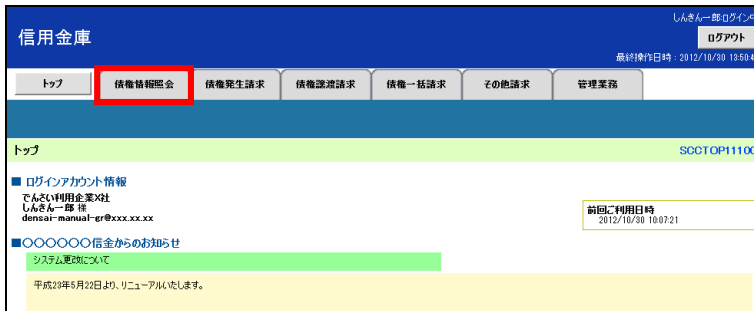 しんきん一郎:ログイン中
信用金庫
ログアウト
最終操作日時:2012/10/30 13:50:4
トップ 債権情報照会 債権発生請求 債権譲渡請求 債権一括請求 その他請求 管理業務
トップ SCCTOP11100
■ ログインアカウント情報
でんさい利用企業X社
しんきん一郎 様
densai-manual-gr@xxx.xx.xx
前回ご利用日時
2012/10/30 10:07:21
■〇〇〇〇〇〇信金からのお知らせ
システム更改について
平成23年5月22日より、リニューアルいたします。